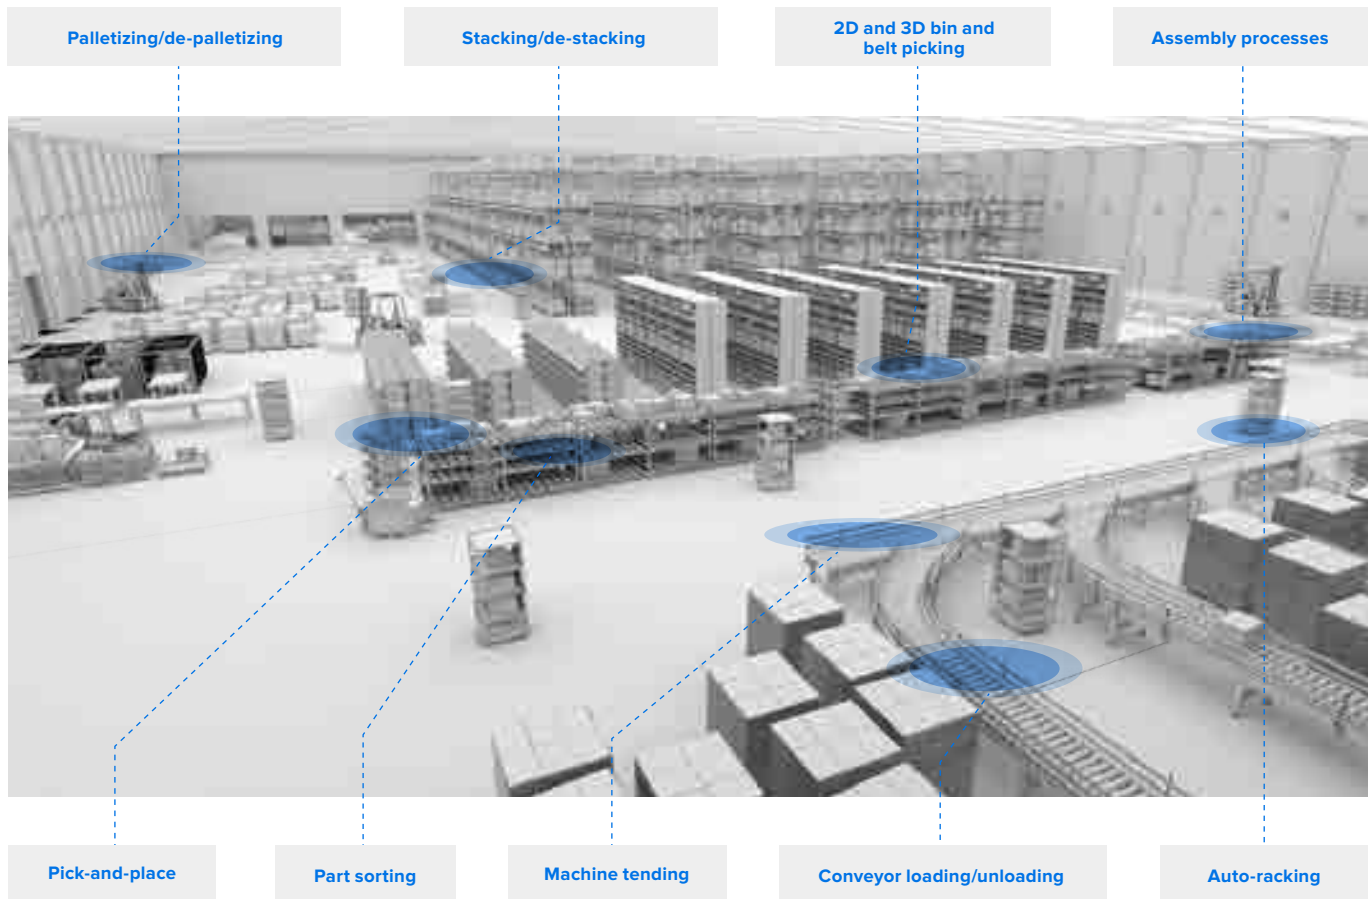 Palletizing/de-palletizing
Stacking/de-stacking
2D and 3D bin and
belt picking
Assembly processes
Pick-and-place
Part sorting
Machine tending
Conveyor loading/unloading
Auto-racking